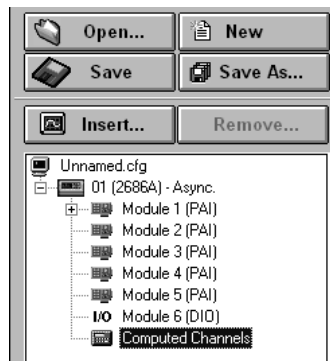 Open... New
Save Save As...
Insert... Remove...
Unnamed.cfg
01 (2686A) - Async.
Module 1 (PAI)
Module 2 (PAI)
Module 3 (PAI)
Module 4 (PAI)
Module 5 (PAI)
I/O Module 6 (DIO)
Computed Channels